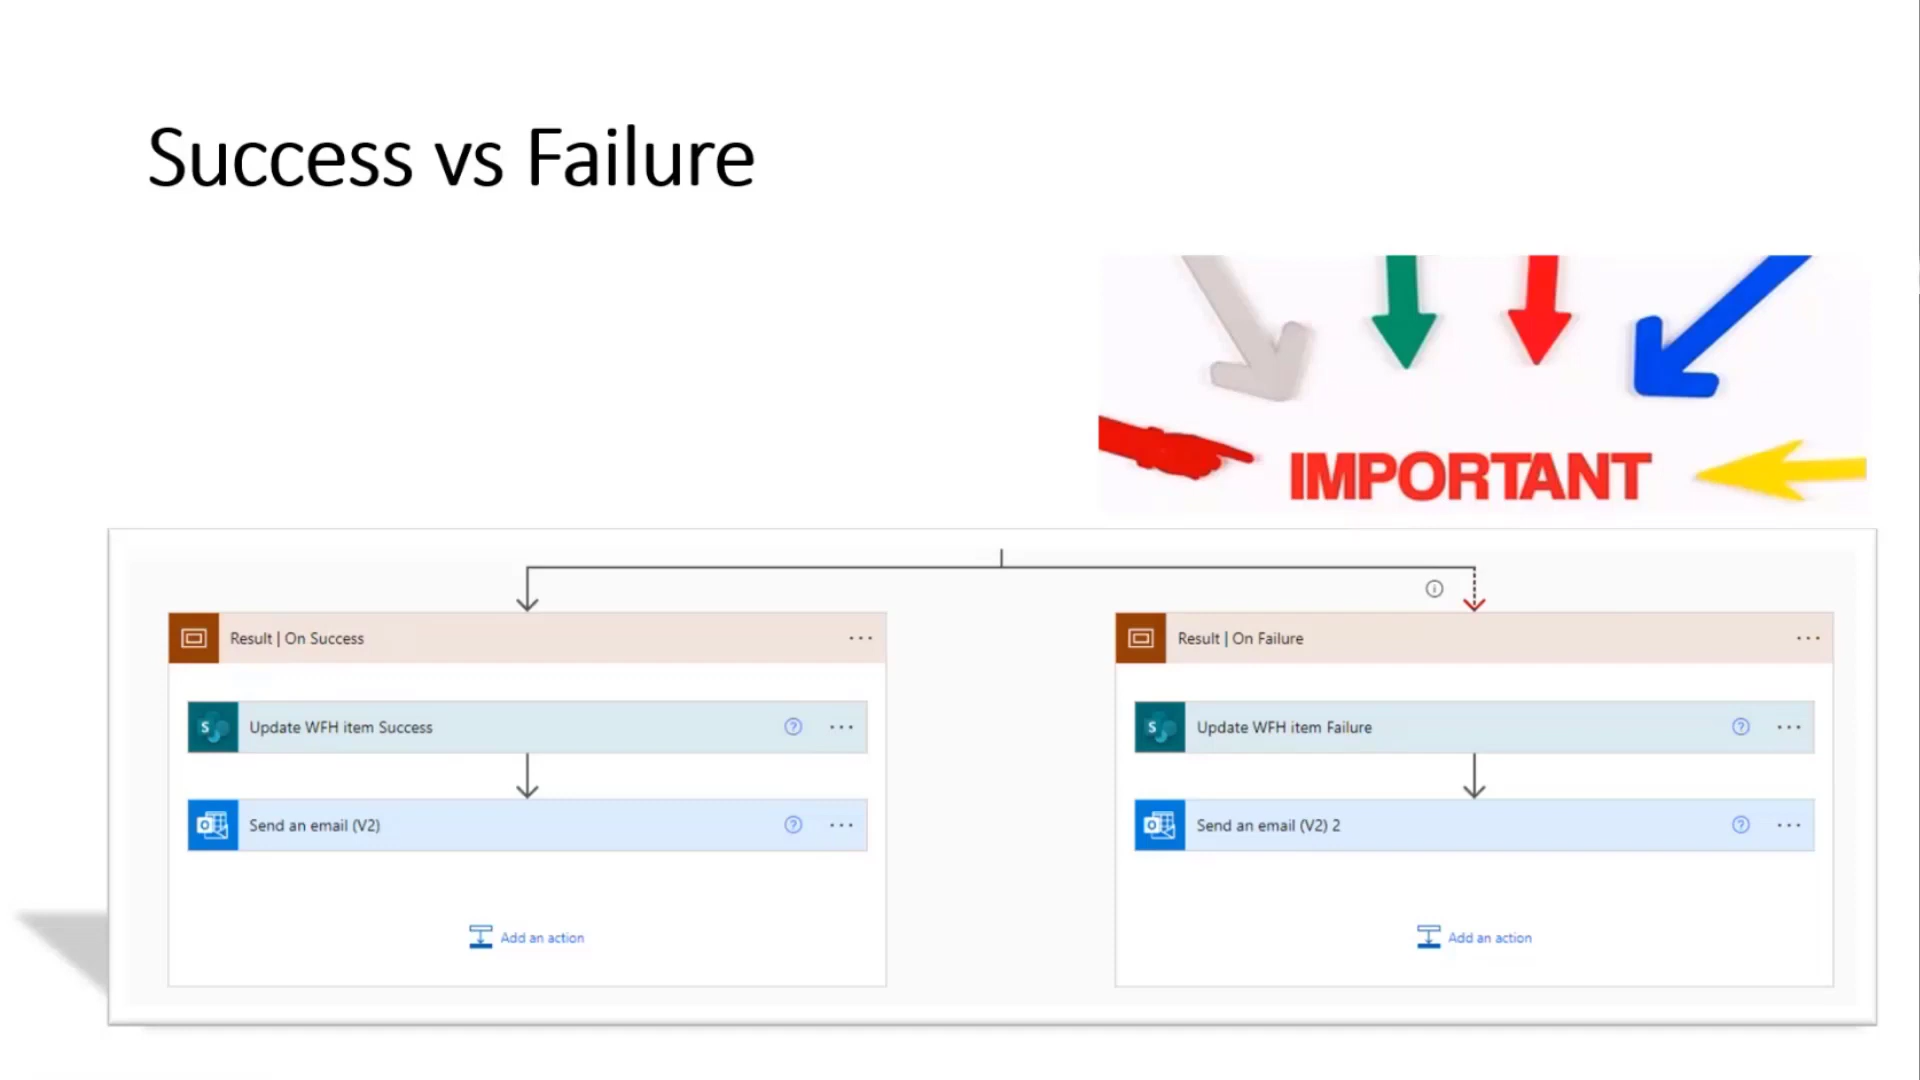 Success vs Failure
IMPORTANT
Result | On Success
Update WFH item Success
Send an email (V2)
Add an action
Result | On Failure
Update WFH item Failure
Send an email (V2) 2
Add an action